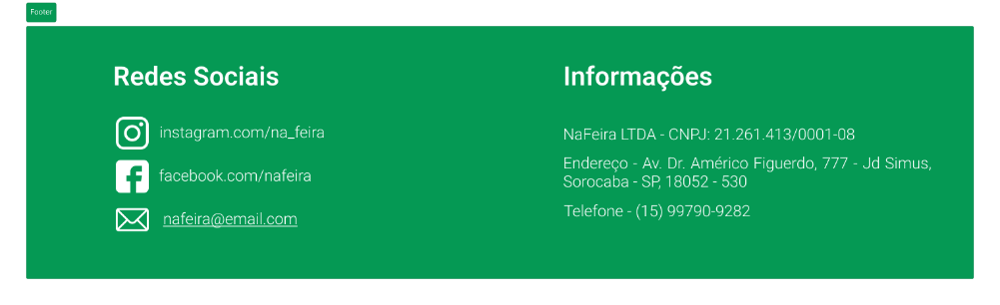 Footer
Redes Sociais
instagram.com/na_feira
facebook.com/nafeira
nafeira@email.com
Informações
NaFeira LTDA - CNPJ: 21.261.413/0001-08
Endereço - Av. Dr. Américo Figuerdo, 777 - Jd Simus,
Sorocaba - SP, 18052 - 530
Telefone - (15) 99790-9282